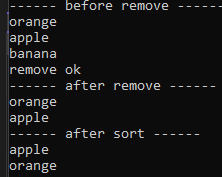 ------ before remove ------
orange
apple
banana
remove ok
------ after remove ------
orange
apple
------ after sort ------
apple
orange